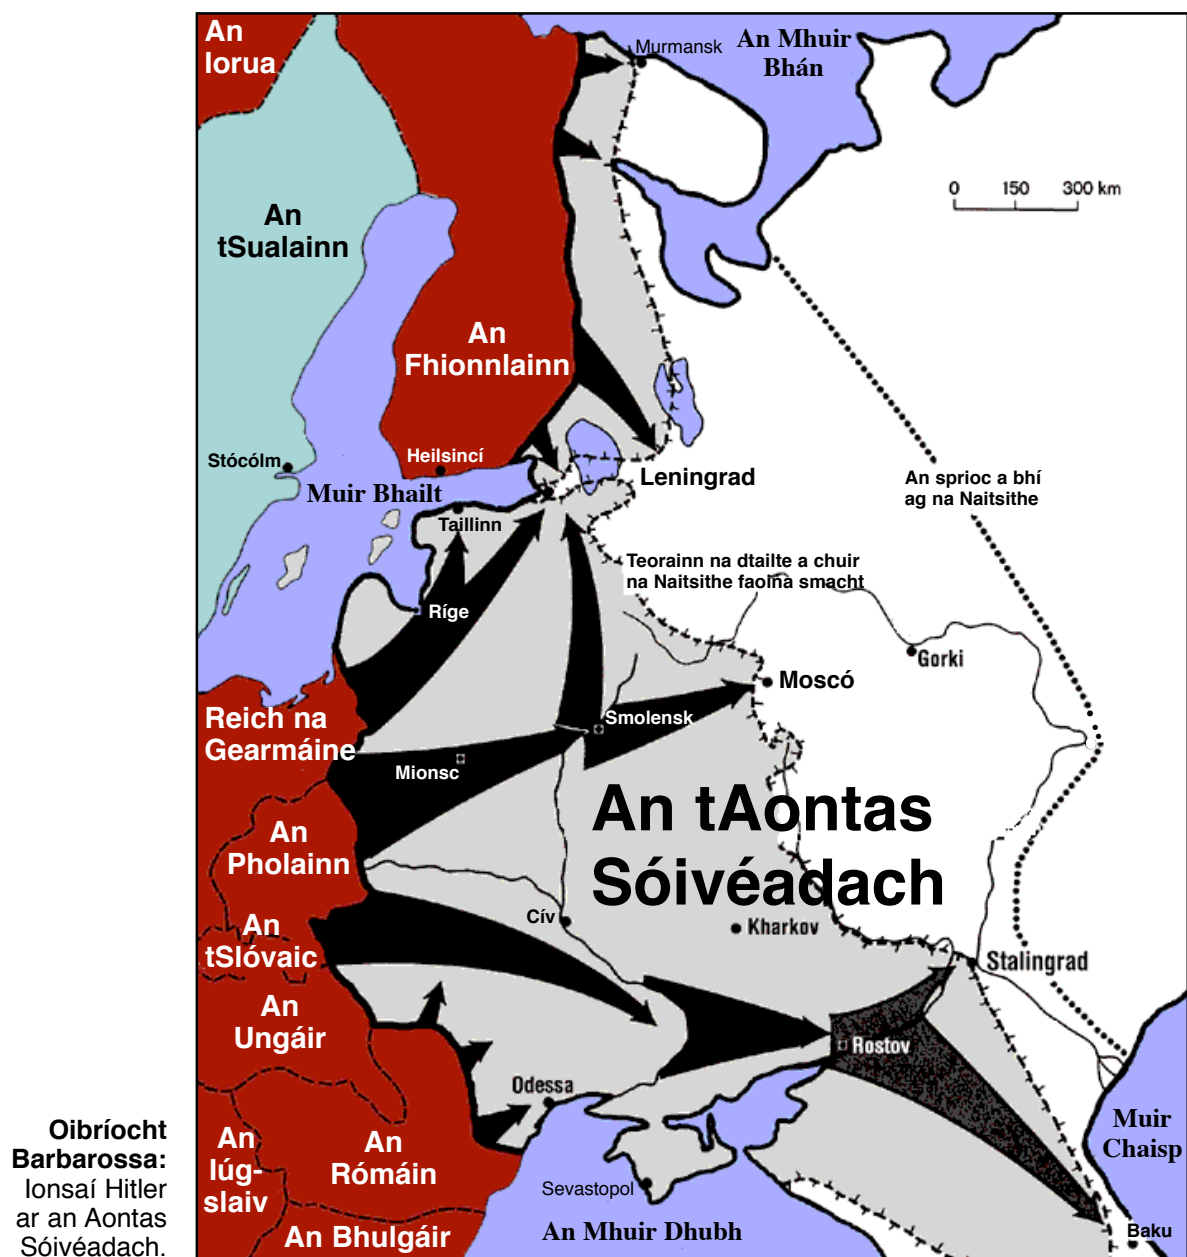 An
Iorua
Murmansk
An Mhuir
Bhán
0 150 300 km
An
tSualainn
An
Fhionnlainn
Stócólm
Heilsincí
Muir Bhailt
Leningrad
An sprioc a bhí
ag na Naitsithe
Taillinn
Teorainn na dtailte a chuir
na Naitsithe faoina smacht
Ríge
Gorki
Moscó
Reich na
Gearmáine
Smolensk
Mionsc
An tAontas
Sóivéadach
An
Pholainn
Cív
Kharkov
An
tSlóvaic
Stalingrad
An
Ungáir
Rostov
Odessa
Oibríocht
Barbarossa:
Ionsaí Hitler
ar an Aontas
Sóivéadach.
An
Iúg-
slaiv
An
Rómáin
Muir
Chaisp
Sevastopol
An Mhuir Dhubh
An Bhulgáir
Baku